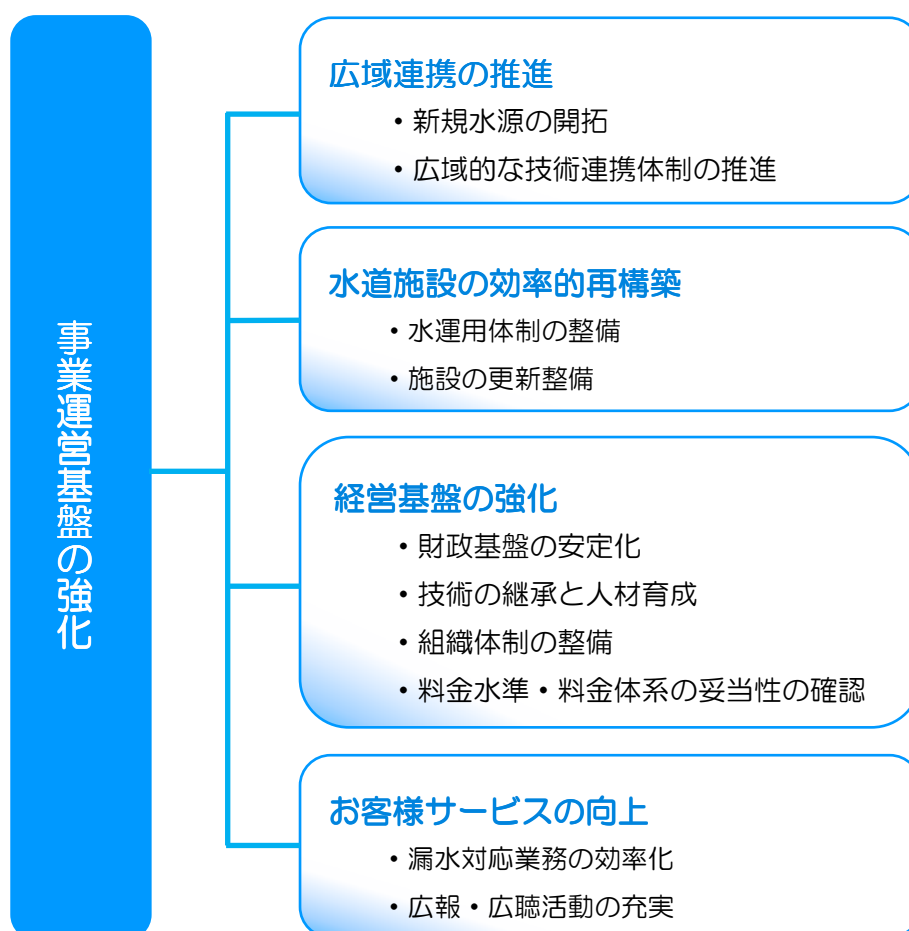 事業運営基盤の強化
広域連携の推進
・新規水源の開拓
・広域的な技術連携体制の推進
水道施設の効率的再構築
・水運用体制の整備
・施設の更新整備
経営基盤の強化
・財政基盤の安定化
・技術の継承と人材育成
・組織体制の整備
・料金水準・料金体系の妥当性の確認
お客様サービスの向上
・漏水対応業務の効率化
・広報・広聴活動の充実